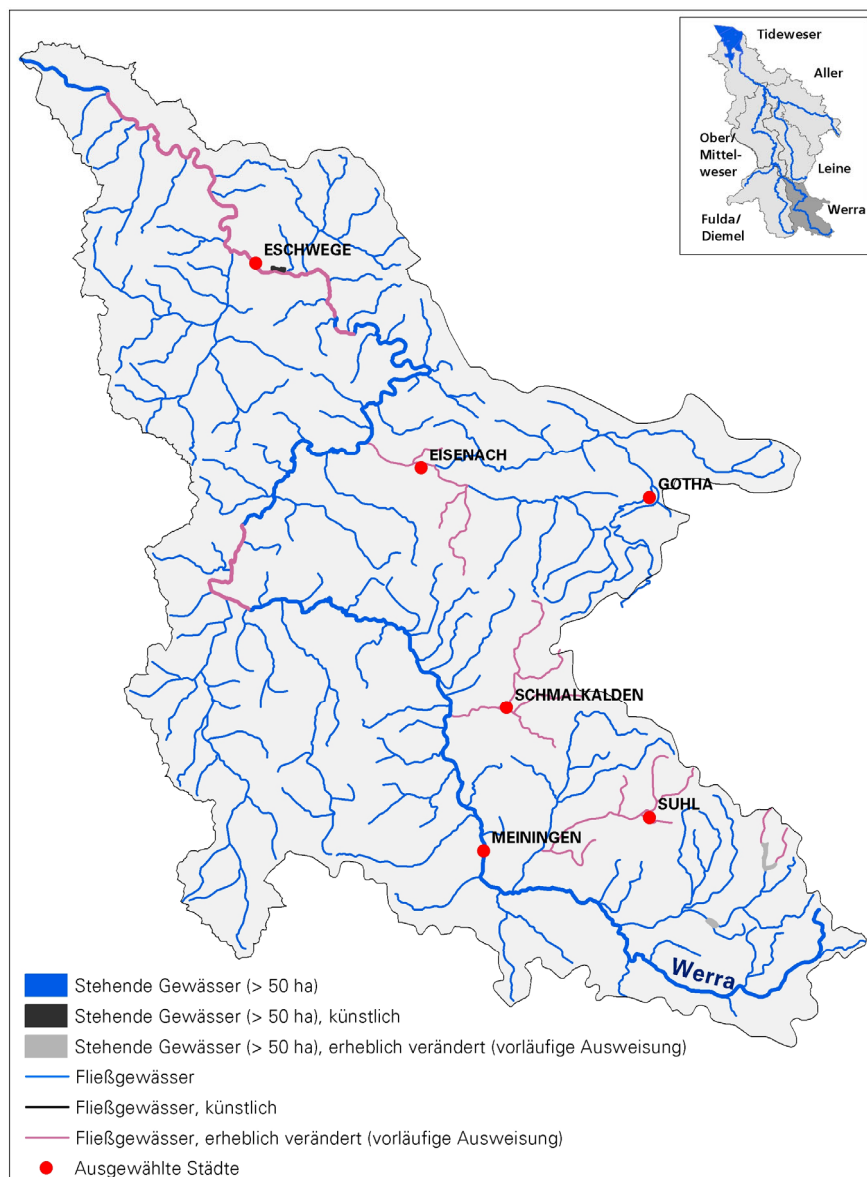 Tideweser
Aller
Ober/
Mittel-
weser
Leine
Werra
Fulda/
Diemel
ESCHWEGE
EISENACH
GOTHA
SCHMALKALDEN
SUHL
MEININGEN
Werra
Stehende Gewässer (> 50 ha)
Stehende Gewässer (> 50 ha), künstlich
Stehende Gewässer (> 50 ha), erheblich verändert (vorläufige Ausweisung)
Fließgewässer
Fließgewässer, künstlich
Fließgewässer, erheblich verändert (vorläufige Ausweisung)
Ausgewählte Städte